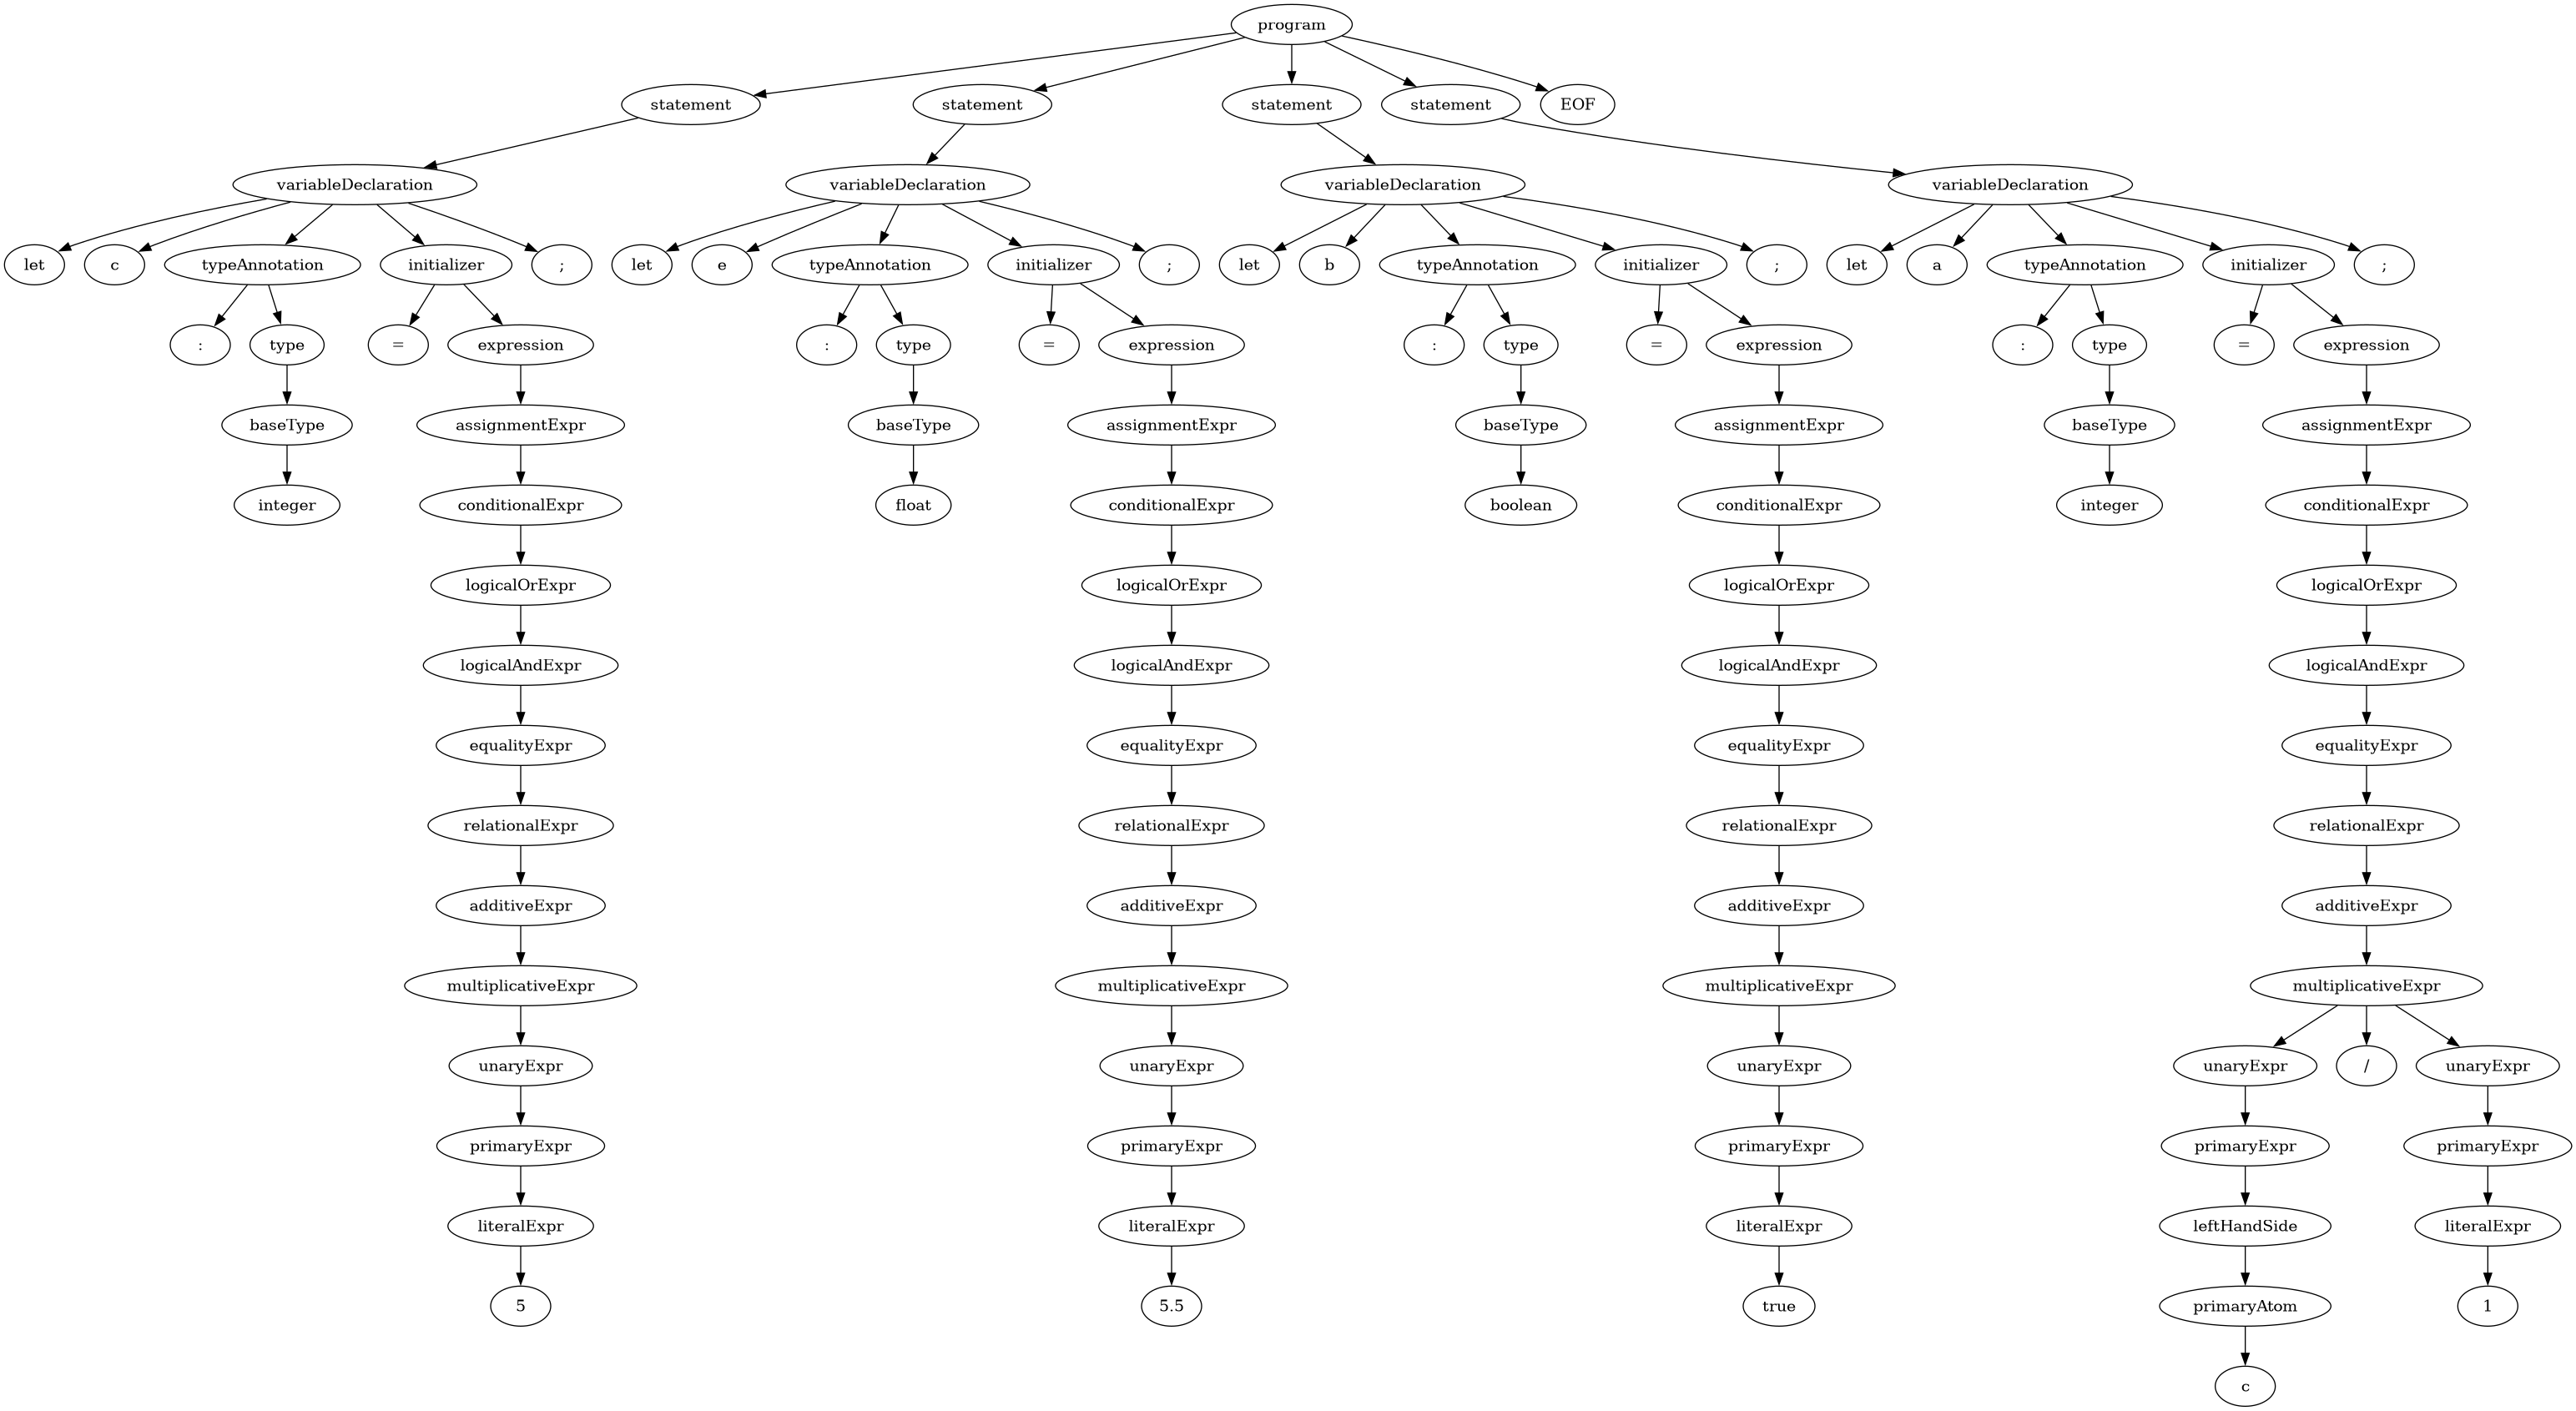 program
statement statement statement statement EOF
variableDeclaration variableDeclaration variableDeclaration variableDeclaration
let c typeAnnotation initializer ; let e typeAnnotation initializer ; let b typeAnnotation initializer ; let a typeAnnotation initializer ;
: type = expression : type = expression : type = expression : type = expression
baseType assignmentExpr baseType assignmentExpr baseType assignmentExpr baseType assignmentExpr
integer conditionalExpr float conditionalExpr boolean conditionalExpr integer conditionalExpr
logicalOrExpr logicalOrExpr logicalOrExpr logicalOrExpr
logicalAndExpr logicalAndExpr logicalAndExpr logicalAndExpr
equalityExpr equalityExpr equalityExpr equalityExpr
relationalExpr relationalExpr relationalExpr relationalExpr
additiveExpr additiveExpr additiveExpr additiveExpr
multiplicativeExpr multiplicativeExpr multiplicativeExpr multiplicativeExpr
unaryExpr unaryExpr unaryExpr unaryExpr / unaryExpr
primaryExpr primaryExpr primaryExpr primaryExpr primaryExpr
literalExpr literalExpr literalExpr leftHandSide literalExpr
5 5.5 true primaryAtom 1
c